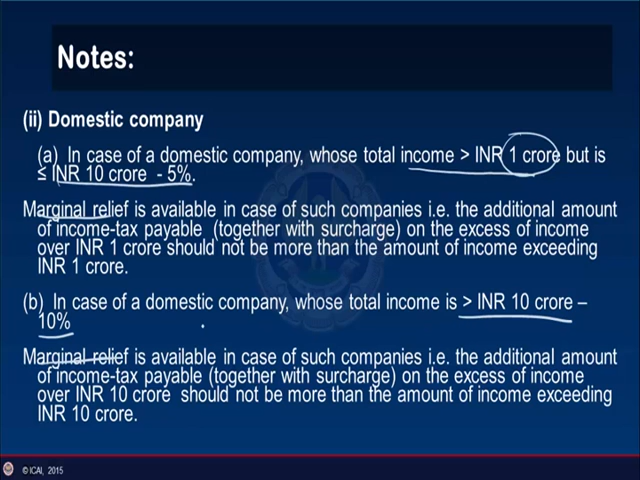 Notes:
(ii) Domestic company
(a) In case of a domestic company, whose total income > INR 1 crore but is
≤ INR 10 crore - 5%.
Marginal relief is available in case of such companies i.e. the additional amount
of income-tax payable (together with surcharge) on the excess of income
over INR 1 crore should not be more than the amount of income exceeding
INR 1 crore.
(b) In case of a domestic company, whose total income is > INR 10 crore –
10%
Marginal relief is available in case of such companies i.e. the additional amount
of income-tax payable (together with surcharge) on the excess of income
over INR 10 crore should not be more than the amount of income exceeding
INR 10 crore.
© ICAI, 2015